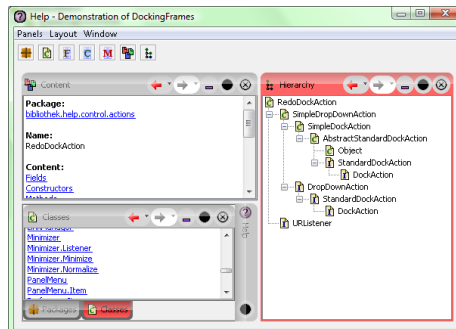 Help - Demonstration of DockingFrames
Panels Layout Window
F C M
Content
Package:
bibliothek.help.control.actions
Name:
RedoDockAction
Content:
Fields
Constructors
Methods
Classes
Minimizer
Minimizer.Listener
Minimizer.Minimize
Minimizer.Normalize
PanelMenu
PanelMenu.Item
Packages
Classes
Hierarchy
RedoDockAction
SimpleDropDownAction
SimpleDockAction
AbstractStandardDockAction
Object
StandardDockAction
DockAction
DropDownAction
StandardDockAction
DockAction
URListener